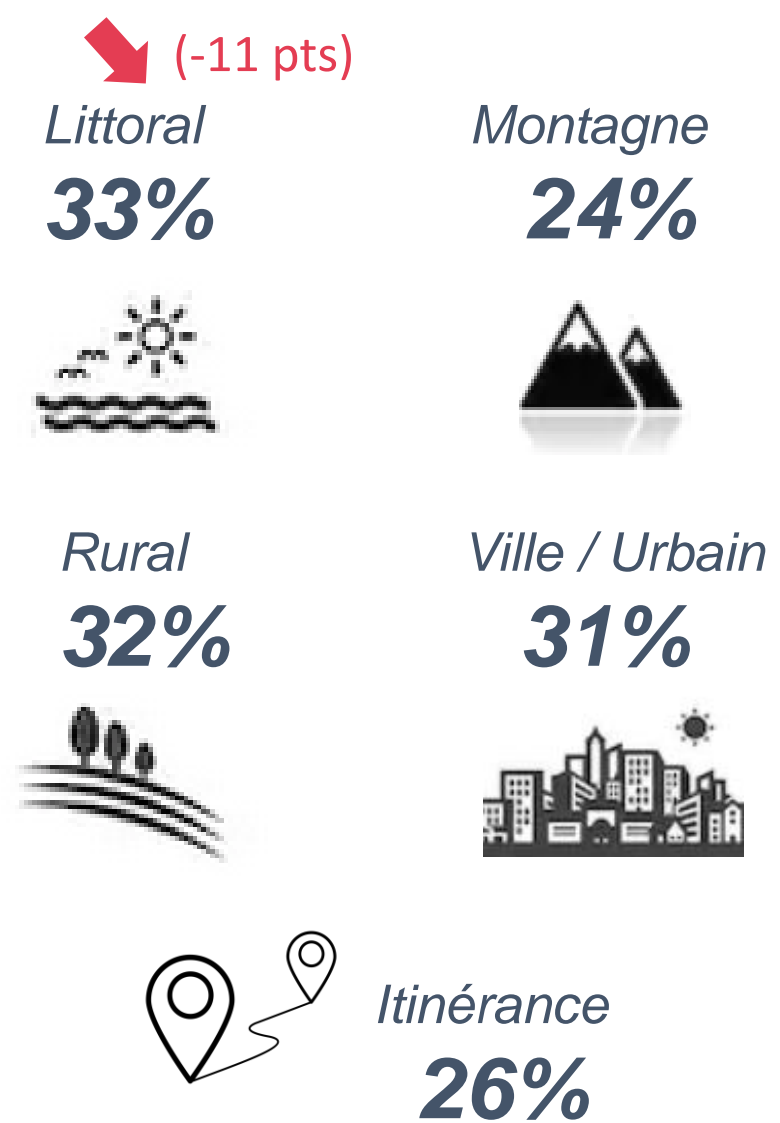 (-11 pts)
Littoral
33%
Montagne
24%
Rural
32%
Ville / Urbain
31%
Itinérance
26%